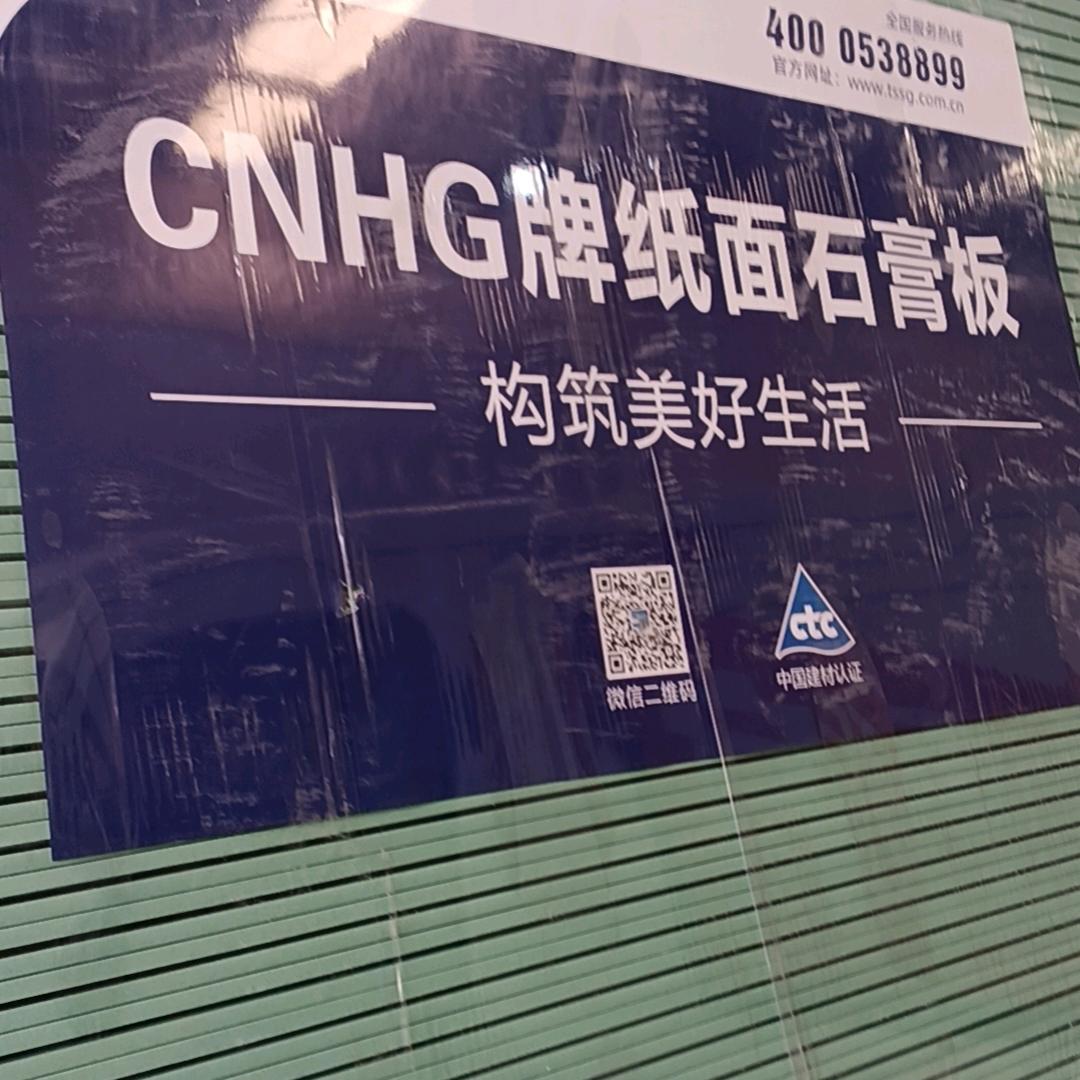 全国服务热线
400 0538899
官方网址：www.tssg.com.cn
CNHG牌纸面石膏板
构筑美好生活
微信二维码
ctc
中国建材认证